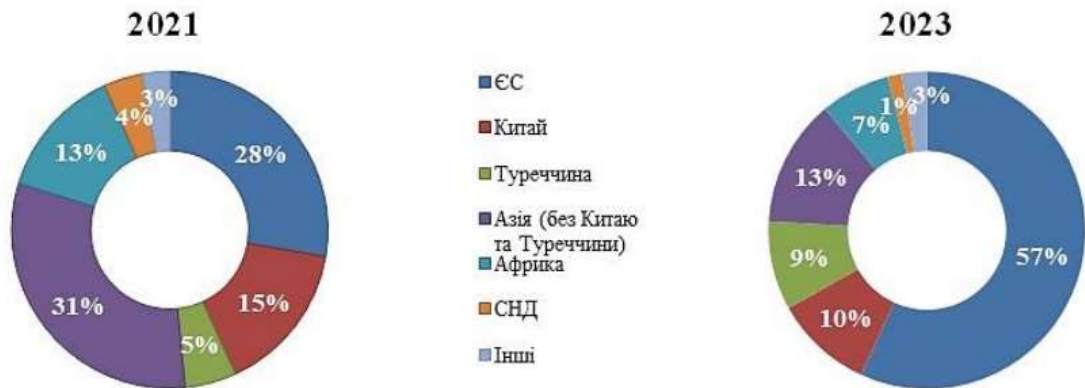 2021
28%
15%
5%
31%
13%
4%
3%
ЄС
Китай
Туреччина
Азія (без Китаю
та Туреччини)
Африка
СНД
Інші
2023
57%
10%
9%
13%
7%
1%
3%